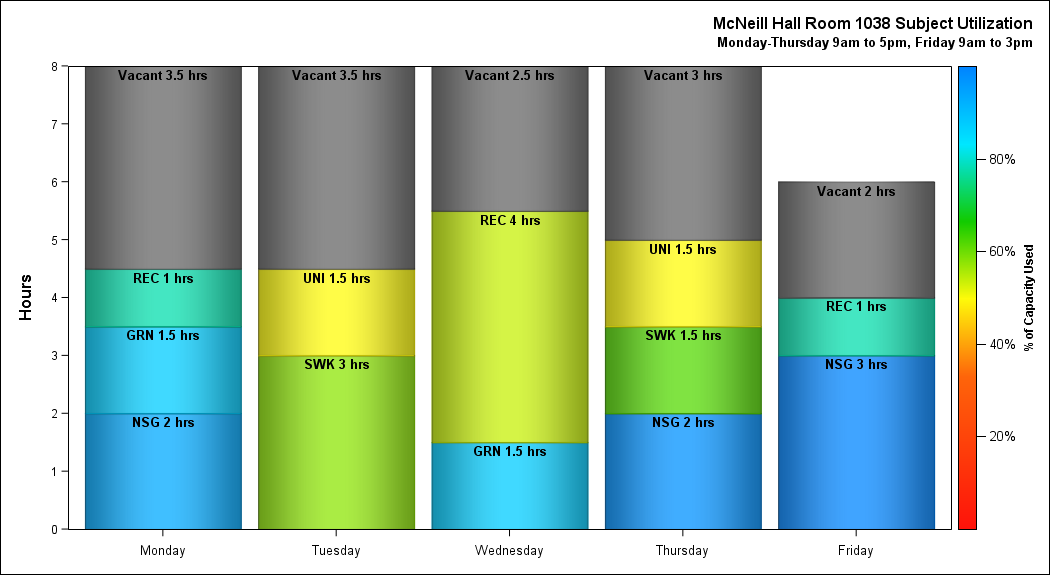 McNeill Hall Room 1038 Subject Utilization
Monday-Thursday 9am to 5pm, Friday 9am to 3pm
Hours
8
7
6
5
4
3
2
1
0
Vacant 3.5 hrs
REC 1 hrs
GRN 1.5 hrs
NSG 2 hrs
Monday
Vacant 3.5 hrs
UNI 1.5 hrs
SWK 3 hrs
Tuesday
Vacant 2.5 hrs
REC 4 hrs
GRN 1.5 hrs
Wednesday
Vacant 3 hrs
UNI 1.5 hrs
SWK 1.5 hrs
NSG 2 hrs
Thursday
Vacant 2 hrs
REC 1 hrs
NSG 3 hrs
Friday
80%
60%
40%
20%
% of Capacity Used